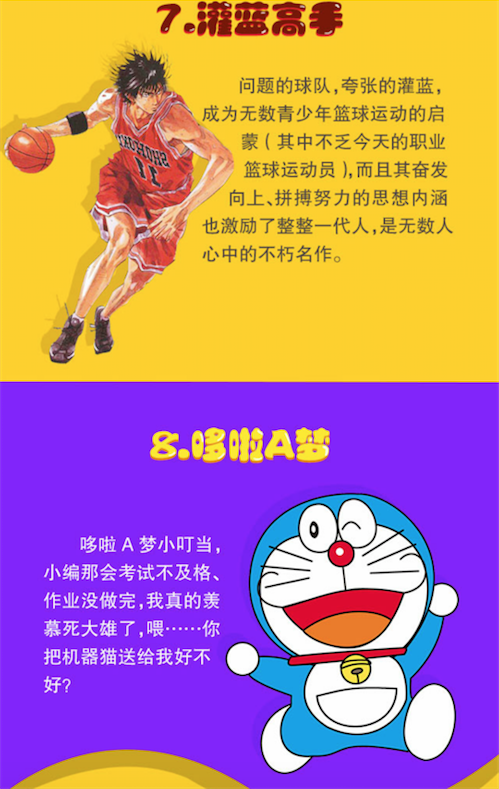 7.灌蓝高手
问题的球队,夸张的灌蓝,
成为无数青少年篮球运动的启
蒙(其中不乏今天的职业
篮球运动员),而且其奋发
向上、拼搏努力的思想内涵
也激励了整整一代人,是无数人
心中的不朽名作。
SHOHOKU
11
8.哆啦A梦
哆啦 A 梦小叮当,
小编那会考试不及格、
作业没做完,我真的羡
慕死大雄了,喂……你
把机器猫送给我好不
好?